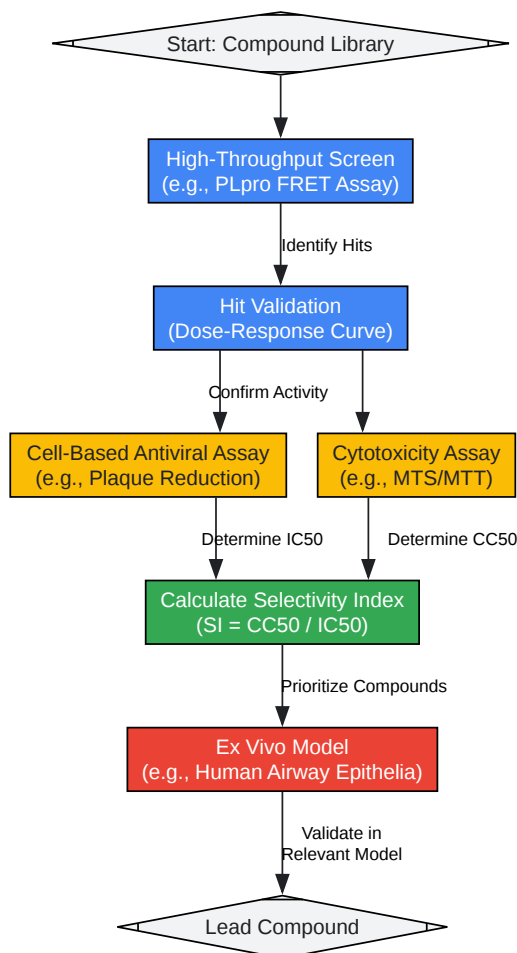 Start: Compound Library
High-Throughput Screen
(e.g., PLpro FRET Assay)
Identify Hits
Hit Validation
(Dose-Response Curve)
Confirm Activity
Cell-Based Antiviral Assay
(e.g., Plaque Reduction)
Cytotoxicity Assay
(e.g., MTS/MTT)
Determine IC50
Determine CC50
Calculate Selectivity Index
(SI = CC50 / IC50)
Prioritize Compounds
Ex Vivo Model
(e.g., Human Airway Epithelia)
Validate in
Relevant Model
Lead Compound